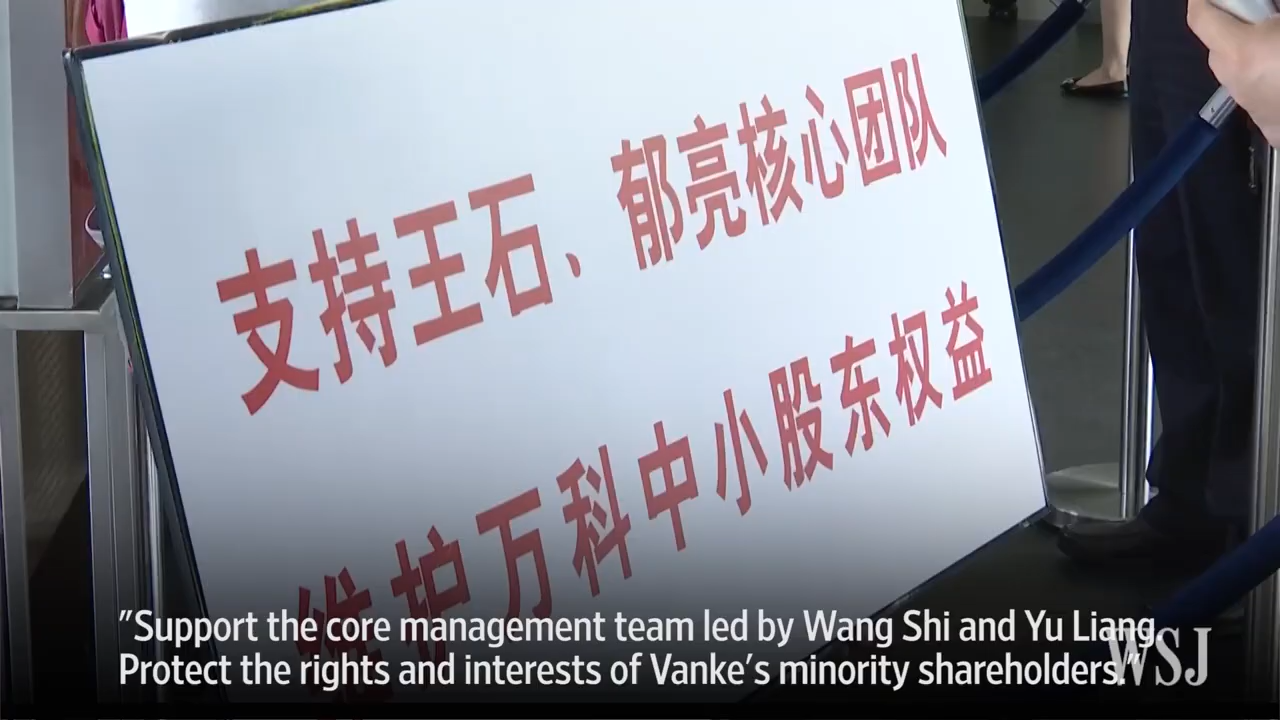 支持王石、郁亮核心团队
维护万科中小股东权益
"Support the core management team led by Wang Shi and Yu Liang.
Protect the rights and interests of Vanke's minority shareholders."
WSJ